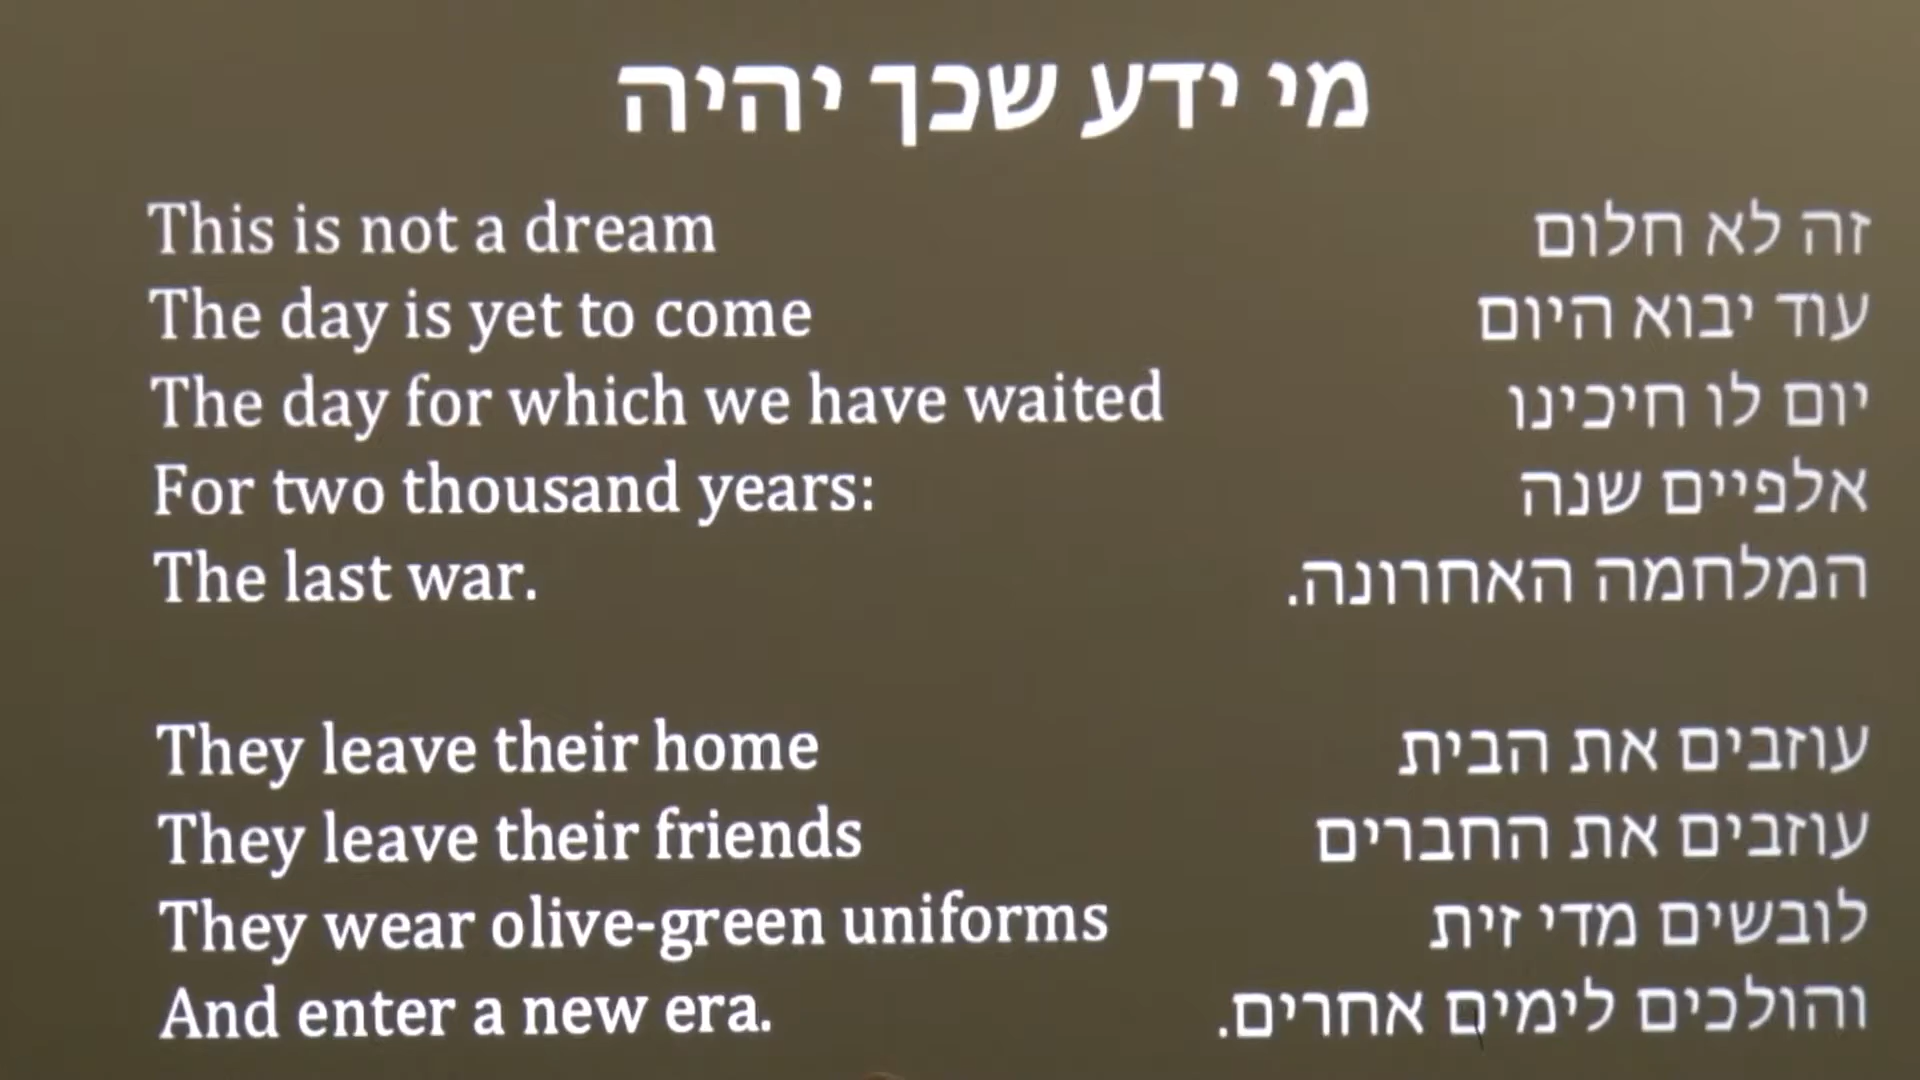 מי ידע שכך יהיה
This is not a dream
The day is yet to come
The day for which we have waited
For two thousand years:
The last war.
They leave their home
They leave their friends
They wear olive-green uniforms
And enter a new era.
זה לא חלום
עוד יבוא היום
יום לו חיכינו
אלפיים שנה
המלחמה האחרונה.
עוזבים את הבית
עוזבים את החברים
לובשים מדי זית
והולכים לימים אחרים.